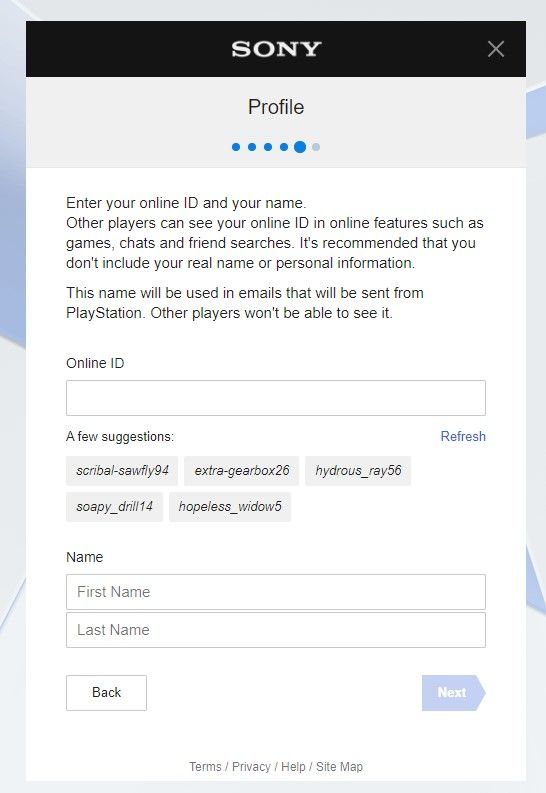 SONY
Profile
Enter your online ID and your name.
Other players can see your online ID in online features such as
games, chats and friend searches. It's recommended that you
don't include your real name or personal information.
This name will be used in emails that will be sent from
PlayStation. Other players won't be able to see it.
Online ID
A few suggestions: Refresh
scribal-sawfly94 extra-gearbox26 hydrous_ray56
soapy_drill14 hopeless_widow5
Name
First Name
Last Name
Back Next
Terms / Privacy / Help / Site Map